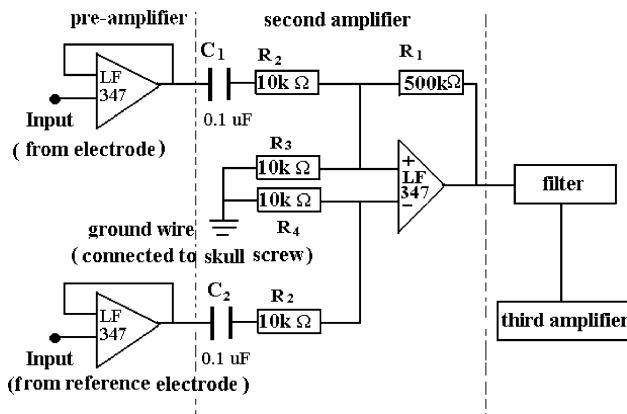 pre-amplifier
second amplifier
C1
R2
R1
LF
347
10k Ω
500kΩ
Input
0.1 uF
( from electrode)
R3
10k Ω
+
LF
347
−
filter
10k Ω
R4
ground wire
( connected to skull screw)
C2
R2
LF
347
10k Ω
third amplifier
Input
0.1 uF
(from reference electrode)